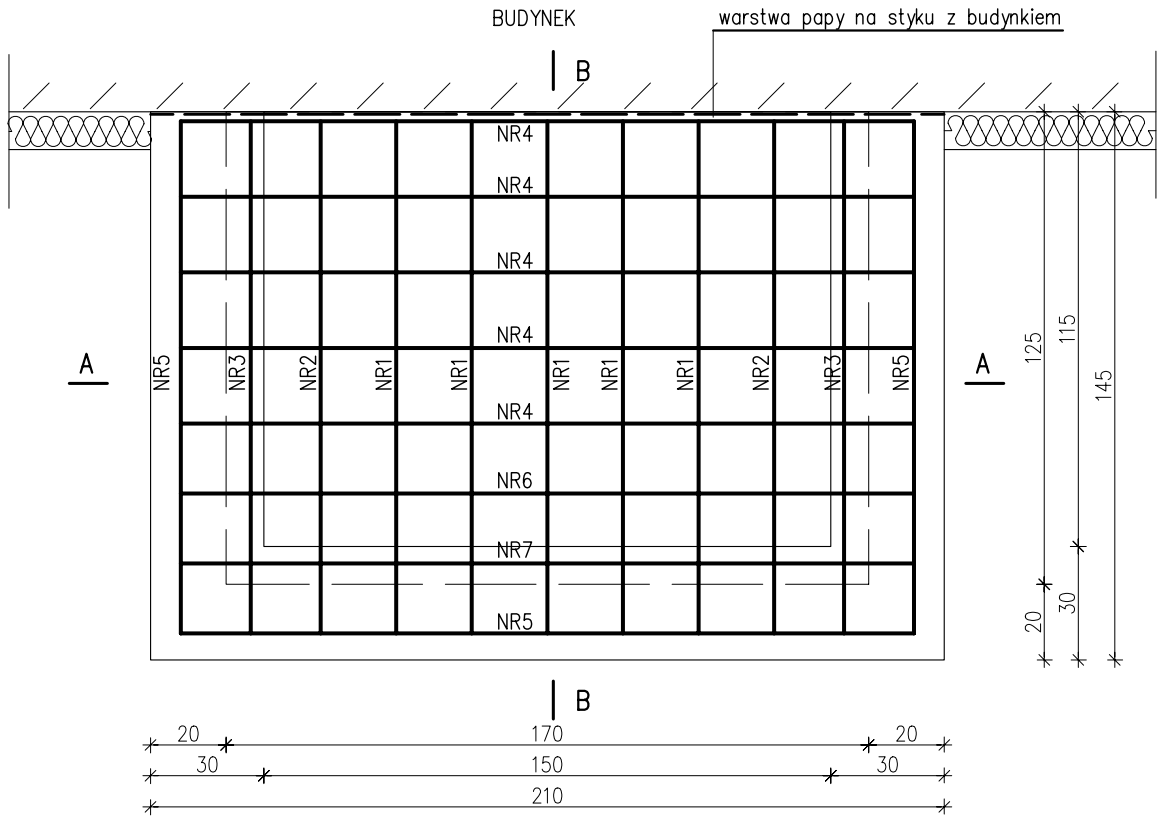 BUDYNEK
warstwa papy na styku z budynkiem
B
NR4
NR4
NR4
NR4
A
NR5
NR3
NR2
NR1
NR1
NR1
NR1
NR1
NR2
NR3
NR5
A
125
115
145
NR4
NR6
NR7
NR5
20
30
B
20
170
20
30
150
30
210